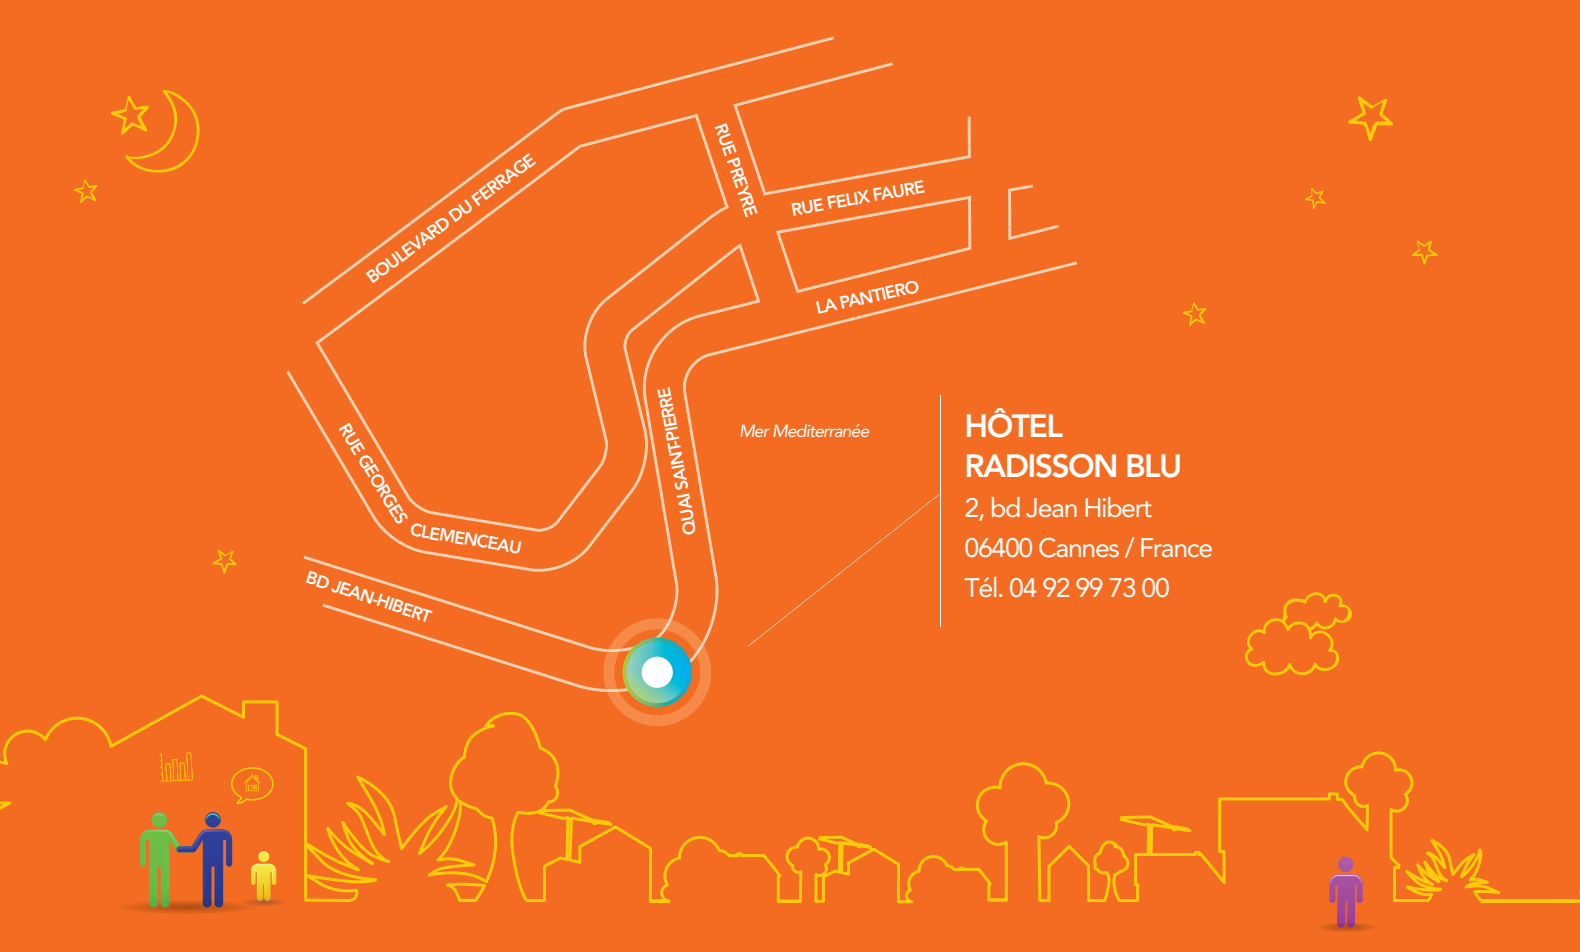 RUE PREYRE
BOULEVARD DU FERRAGE
RUE FELIX FAURE
LA PANTIERO
QUAI SAINT-PIERRE
Mer Mediterranée
RUE GEORGES CLEMENCEAU
BD JEAN-HIBERT
HÔTEL
RADISSON BLU
2, bd Jean Hibert
06400 Cannes / France
Tél. 04 92 99 73 00